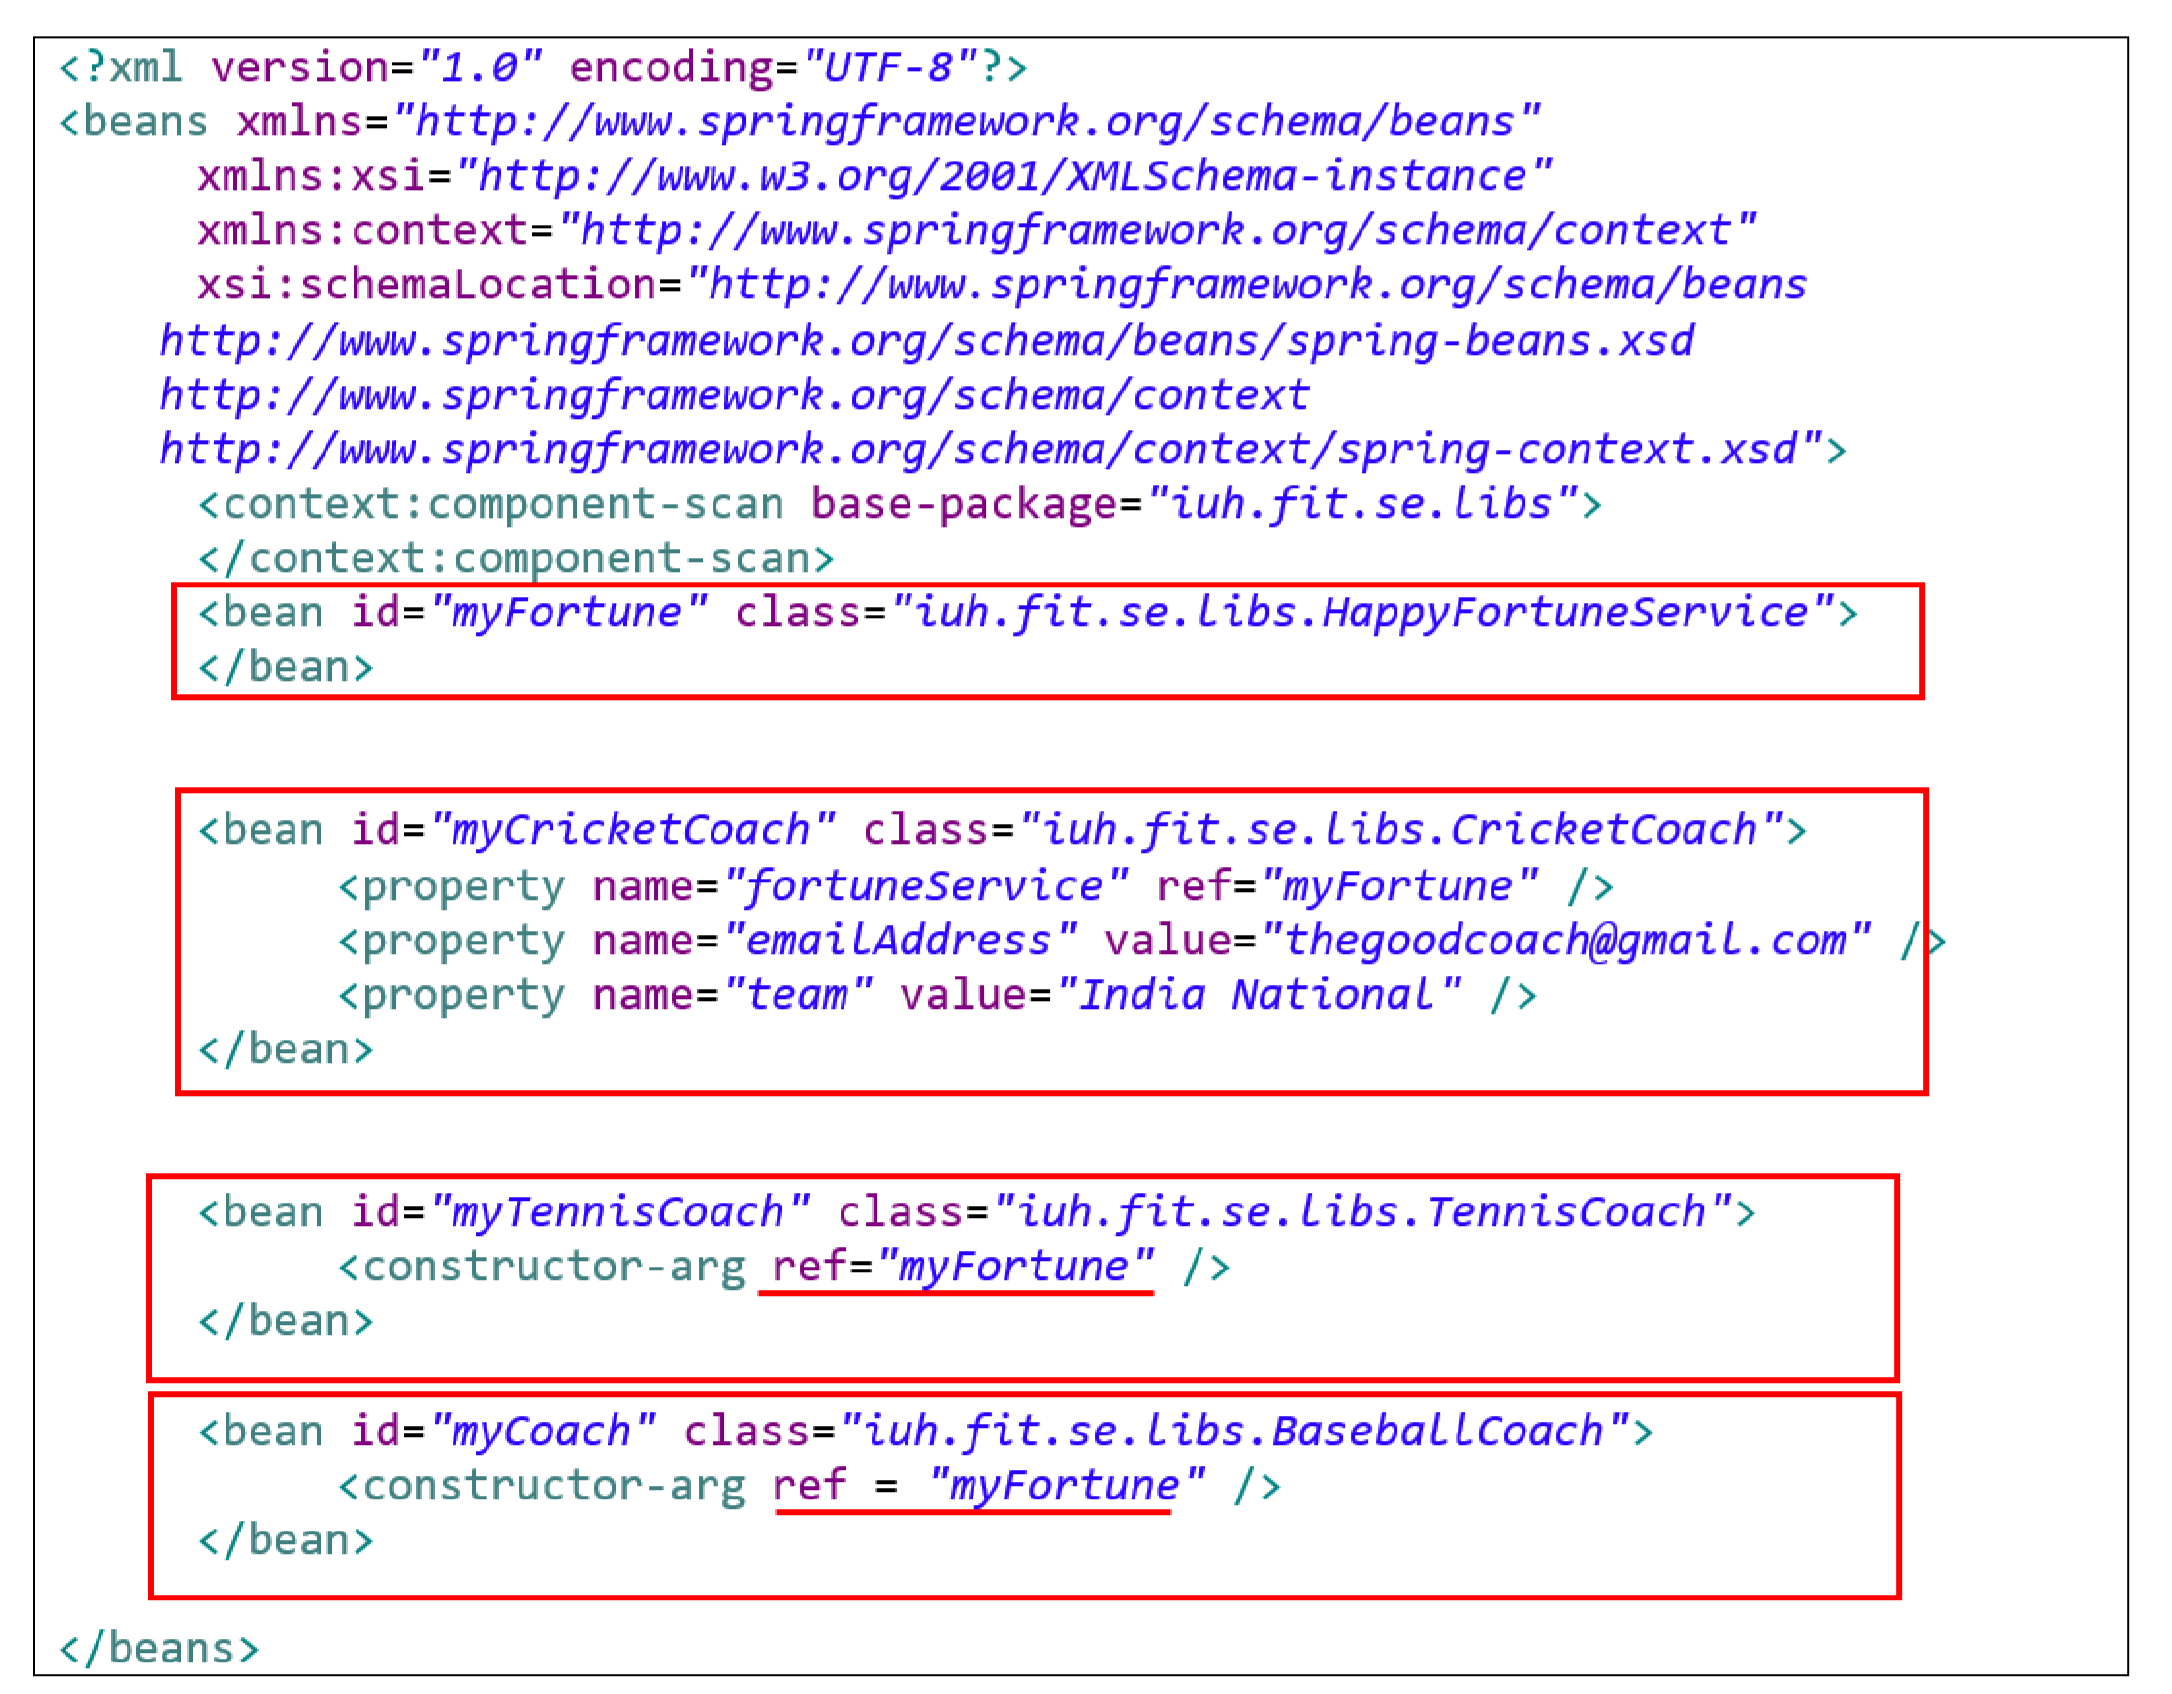 <?xml version="1.0" encoding="UTF-8"?>
<beans xmlns="http://www.springframework.org/schema/beans"
xmlns:xsi="http://www.w3.org/2001/XMLSchema-instance"
xmlns:context="http://www.springframework.org/schema/context"
xsi:schemaLocation="http://www.springframework.org/schema/beans
http://www.springframework.org/schema/beans/spring-beans.xsd
http://www.springframework.org/schema/context
http://www.springframework.org/schema/context/spring-context.xsd">
<context:component-scan base-package="iuh.fit.se.libs">
</context:component-scan>
<bean id="myFortune" class="iuh.fit.se.libs.HappyFortuneService">
</bean>
<bean id="myCricketCoach" class="iuh.fit.se.libs.CricketCoach">
<property name="fortuneService" ref="myFortune" />
<property name="emailAddress" value="thegoodcoach@gmail.com" />
<property name="team" value="India National" />
</bean>
<bean id="myTennisCoach" class="iuh.fit.se.libs.TennisCoach">
<constructor-arg ref="myFortune" />
</bean>
<bean id="myCoach" class="iuh.fit.se.libs.BaseballCoach">
<constructor-arg ref = "myFortune" />
</bean>
</beans>